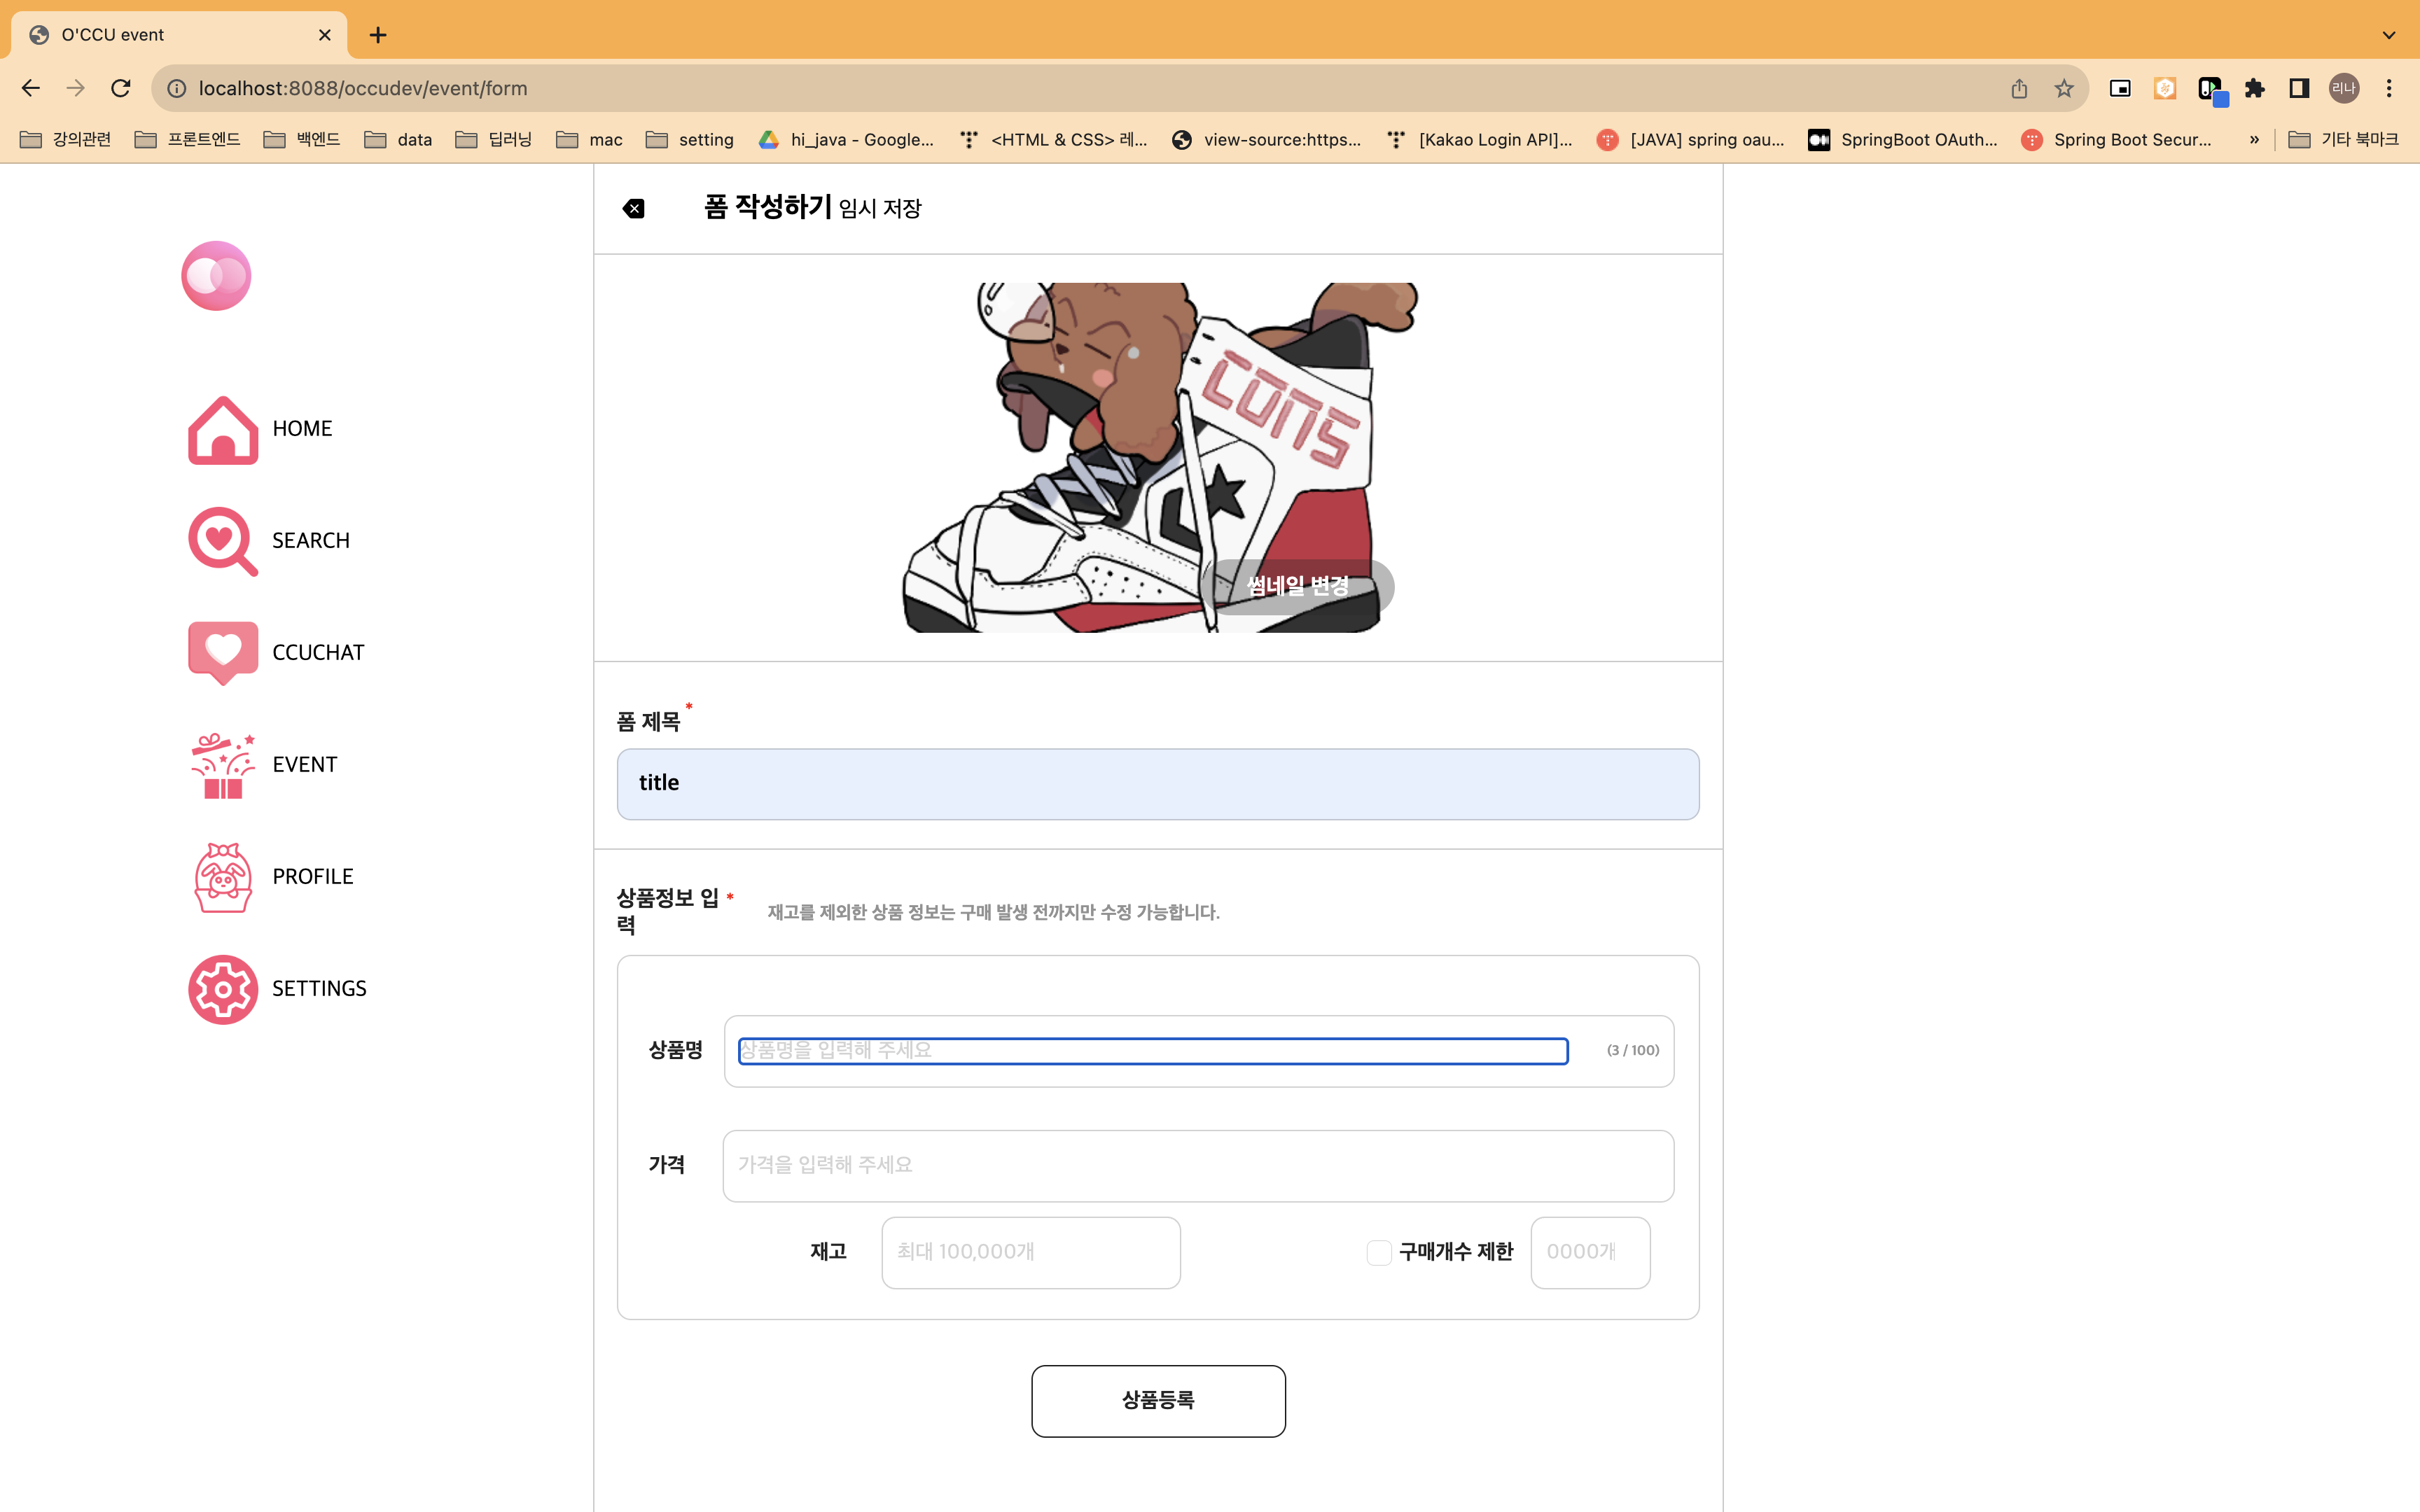 O'CCU event
localhost:8088/occudev/event/form
리나
강의관련
프론트엔드
백엔드
data
딥러닝
mac
setting
hi_java - Google...
<HTML & CSS> 레...
view-source:https...
[Kakao Login API]...
[JAVA] spring oau...
SpringBoot OAuth...
Spring Boot Secur...
»
기타 북마크
폼 작성하기 임시 저장
HOME
SEARCH
CCUCHAT
EVENT
PROFILE
SETTINGS
CONS
썸네일 변경
폼 제목 *
title
상품정보 입 *
력
재고를 제외한 상품 정보는 구매 발생 전까지만 수정 가능합니다.
상품명 상품명을 입력해 주세요 (3 / 100)
가격 가격을 입력해 주세요
재고 최대 100,000개 구매개수 제한 0000개
상품등록